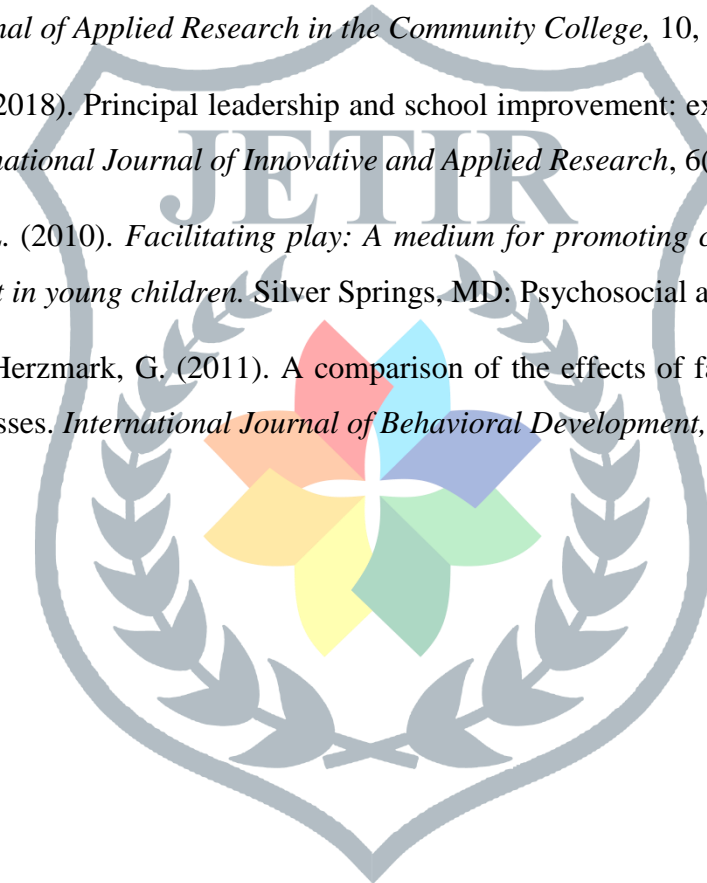 nal of Applied Research in the Community College, 10,
2018). Principal leadership and school improvement: ex
JETIR
national Journal of Innovative and Applied Research, 6(
. (2010). Facilitating play: A medium for promoting c
t in young children. Silver Springs, MD: Psychosocial a
Herzmark, G. (2011). A comparison of the effects of fa
sses. International Journal of Behavioral Development,